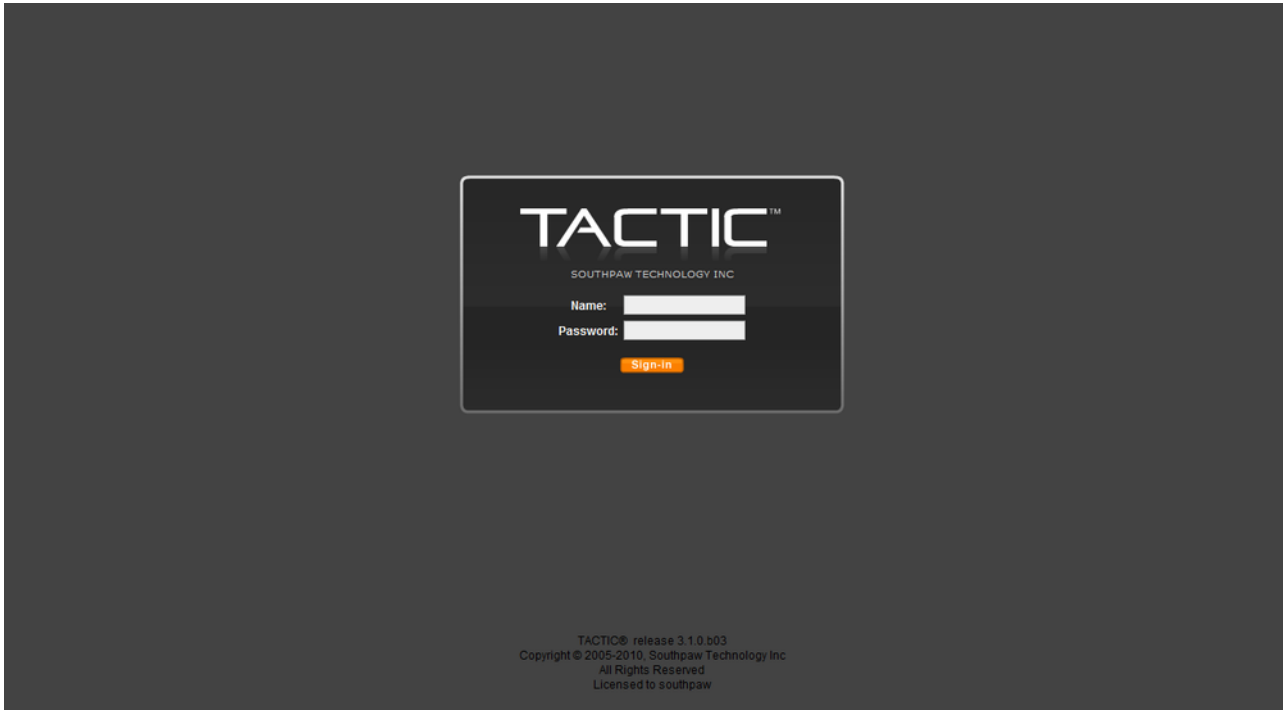 TACTIC™
SOUTHPAW TECHNOLOGY INC
Name:
Password:
Sign-in
TACTIC® release 3.1.0.b03
Copyright © 2005-2010, Southpaw Technology Inc
All Rights Reserved
Licensed to southpaw